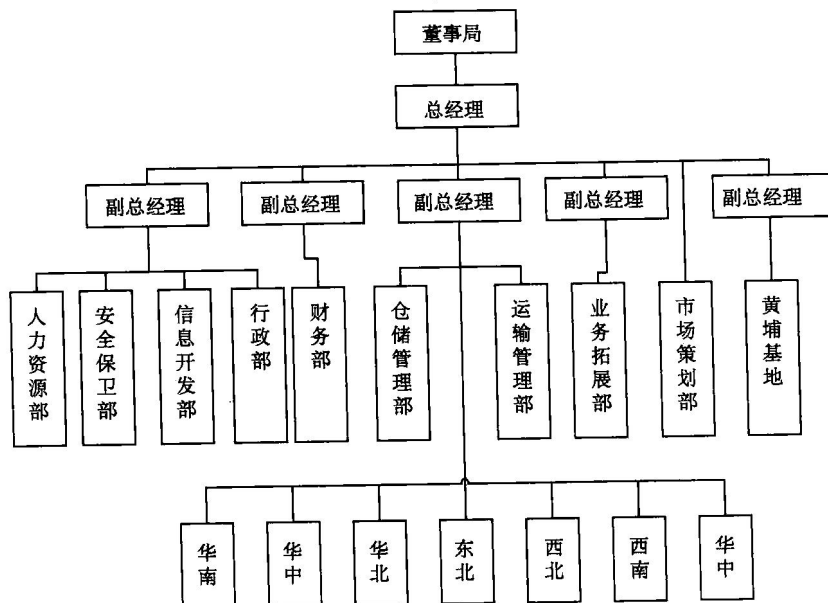 董事局
总经理
副总经理
副总经理
副总经理
副总经理
副总经理
人力资源部
安全保卫部
信息开发部
行政部
财务部
仓储管理部
运输管理部
业务拓展部
市场策划部
黄埔基地
华南
华中
华北
东北
西北
西南
华中